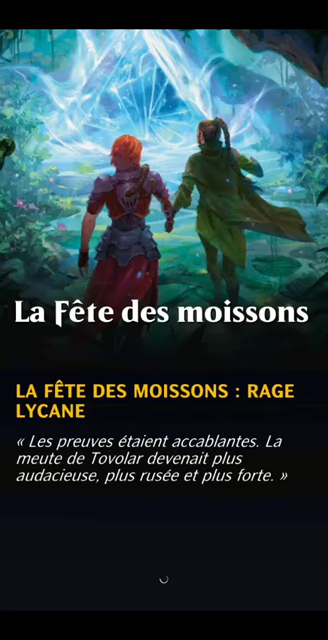 La Fête des moissons
LA FÊTE DES MOISSONS : RAGE
LYCANE
« Les preuves étaient accablantes. La
meute de Tovolar devenait plus
audacieuse, plus rusée et plus forte. »